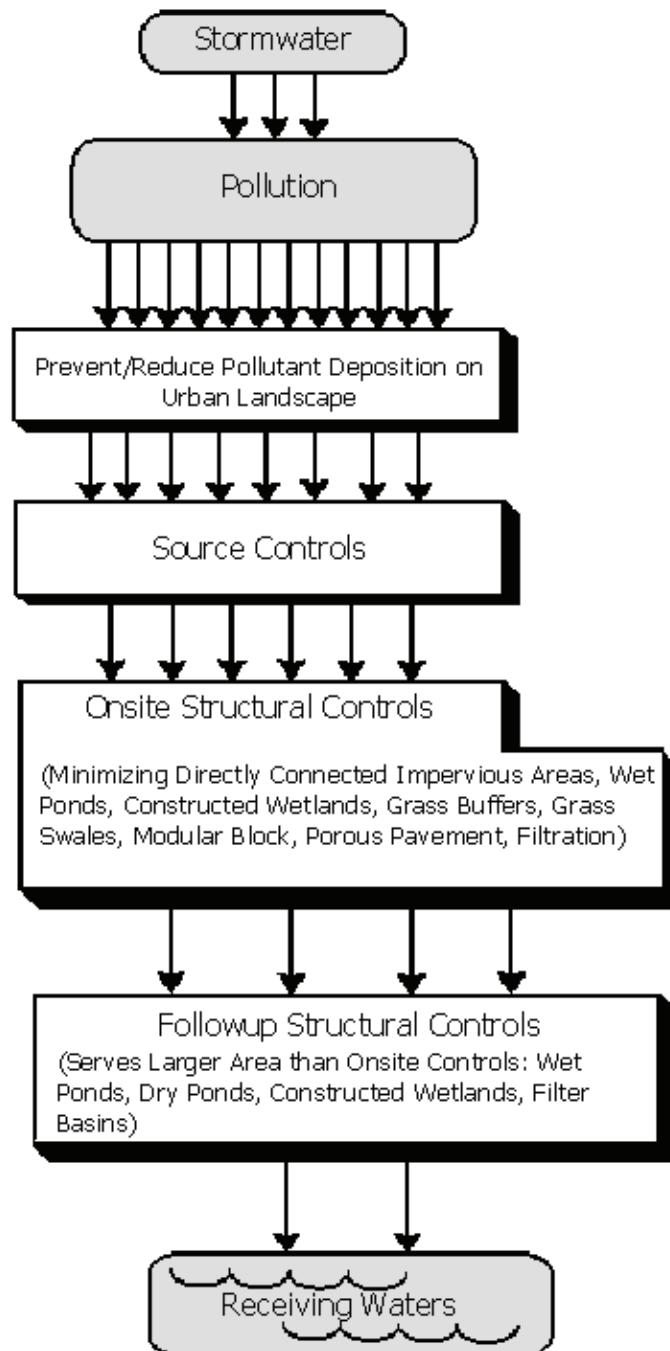 Stormwater
Pollution
Prevent/Reduce Pollutant Deposition on
Urban Landscape
Source Controls
Onsite Structural Controls
(Minimizing Directly Connected Impervious Areas, Wet
Ponds, Constructed Wetlands, Grass Buffers, Grass
Swales, Modular Block, Porous Pavement, Filtration)
Followup Structural Controls
(Serves Larger Area than Onsite Controls: Wet
Ponds, Dry Ponds, Constructed Wetlands, Filter
Basins)
Receiving Waters